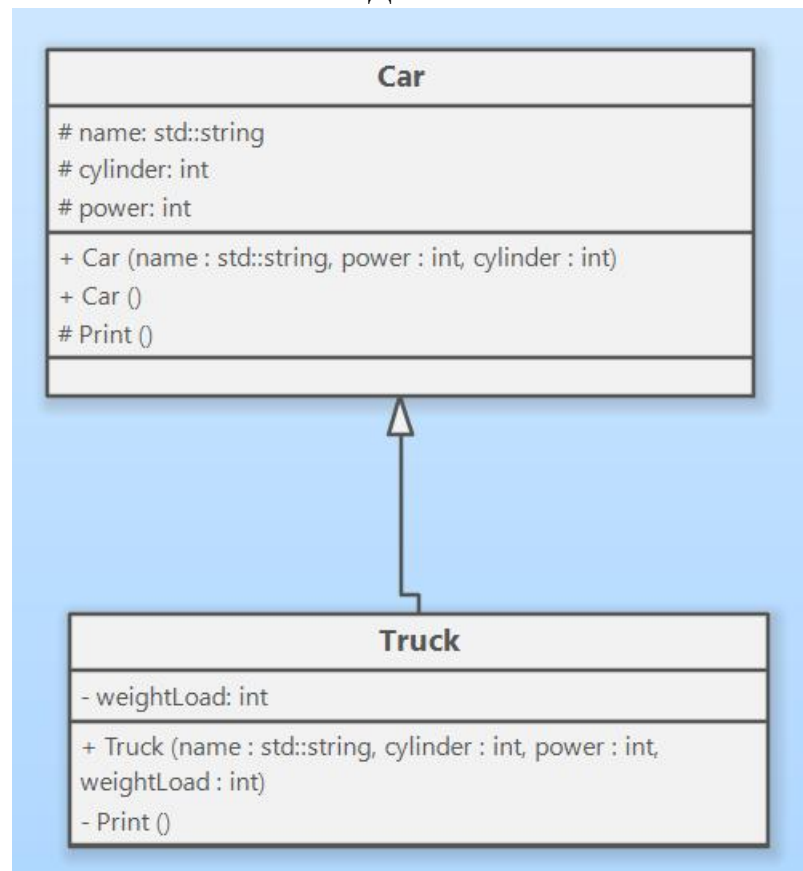 Car
# name: std::string
# cylinder: int
# power: int
+ Car (name : std::string, power : int, cylinder : int)
+ Car ()
# Print ()
Truck
- weightLoad: int
+ Truck (name : std::string, cylinder : int, power : int,
weightLoad : int)
- Print ()